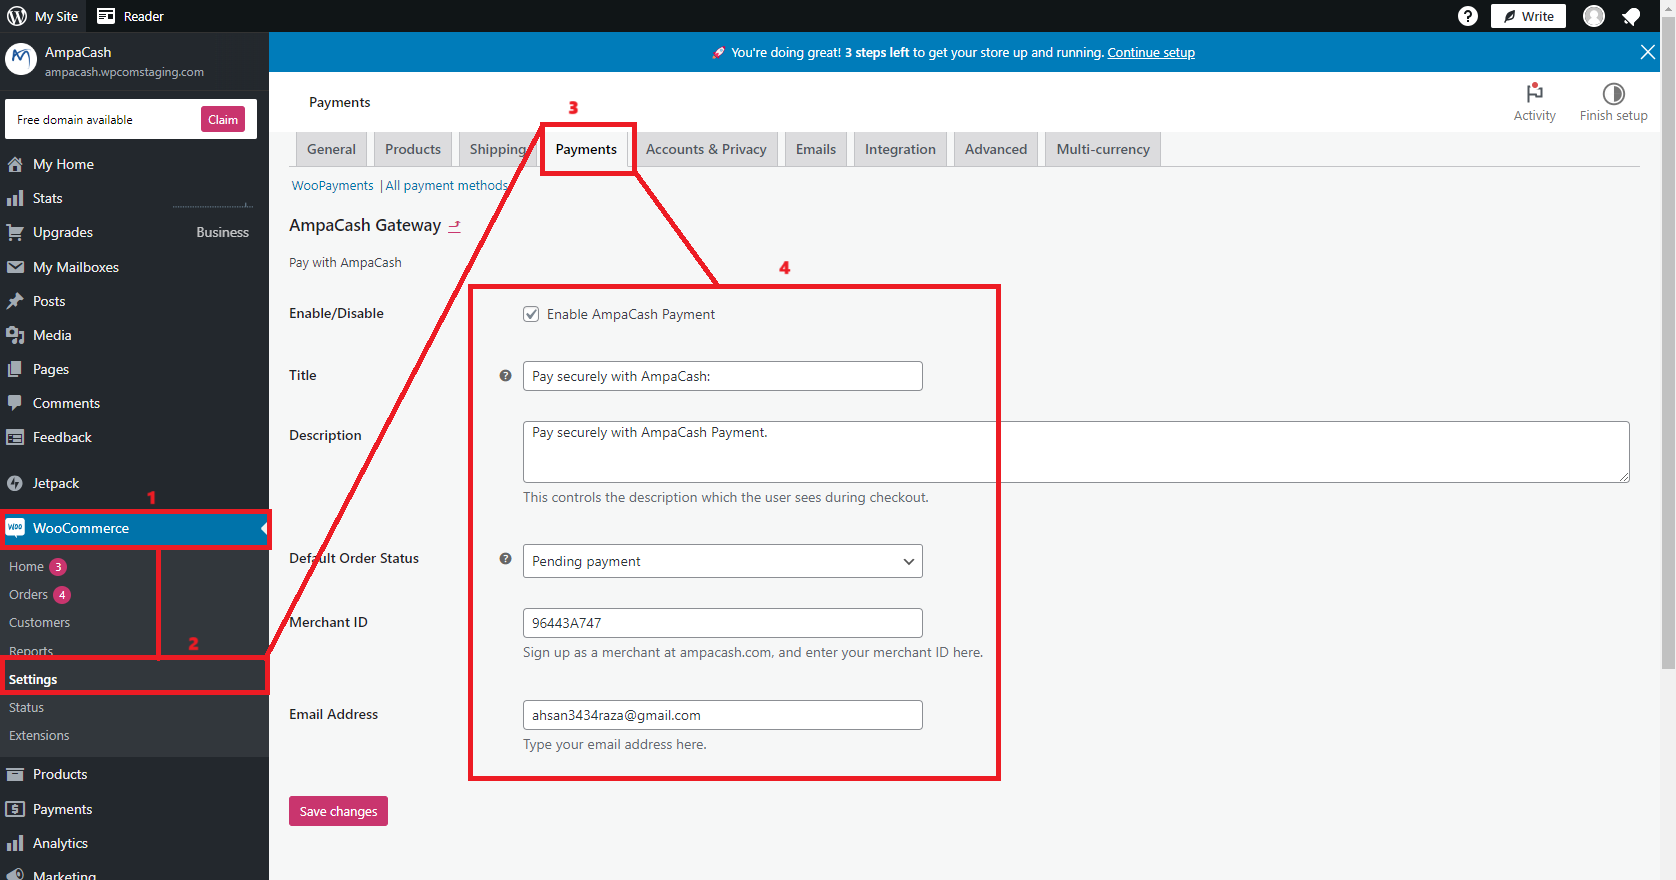 My Site
Reader
Write
AmpaCash
ampacash.wpcomstaging.com
You're doing great! 3 steps left to get your store up and running. Continue setup
Free domain available
Claim
Payments
Activity
Finish setup
3
General
Products
Shipping
Payments
Accounts & Privacy
Emails
Integration
Advanced
Multi-currency
My Home
Stats
Upgrades
Business
My Mailboxes
Posts
Media
Pages
Comments
Feedback
Jetpack
1
WooCommerce
Home 3
Orders 4
Customers
2
Reports
Settings
Status
Extensions
Products
Payments
Analytics
Marketing
WooPayments | All payment methods
AmpaCash Gateway
Pay with AmpaCash
4
Enable/Disable
Enable AmpaCash Payment
Title
Pay securely with AmpaCash:
Description
Pay securely with AmpaCash Payment.
This controls the description which the user sees during checkout.
Default Order Status
Pending payment
Merchant ID
96443A747
Sign up as a merchant at ampacash.com, and enter your merchant ID here.
Email Address
ahsan3434raza@gmail.com
Type your email address here.
Save changes